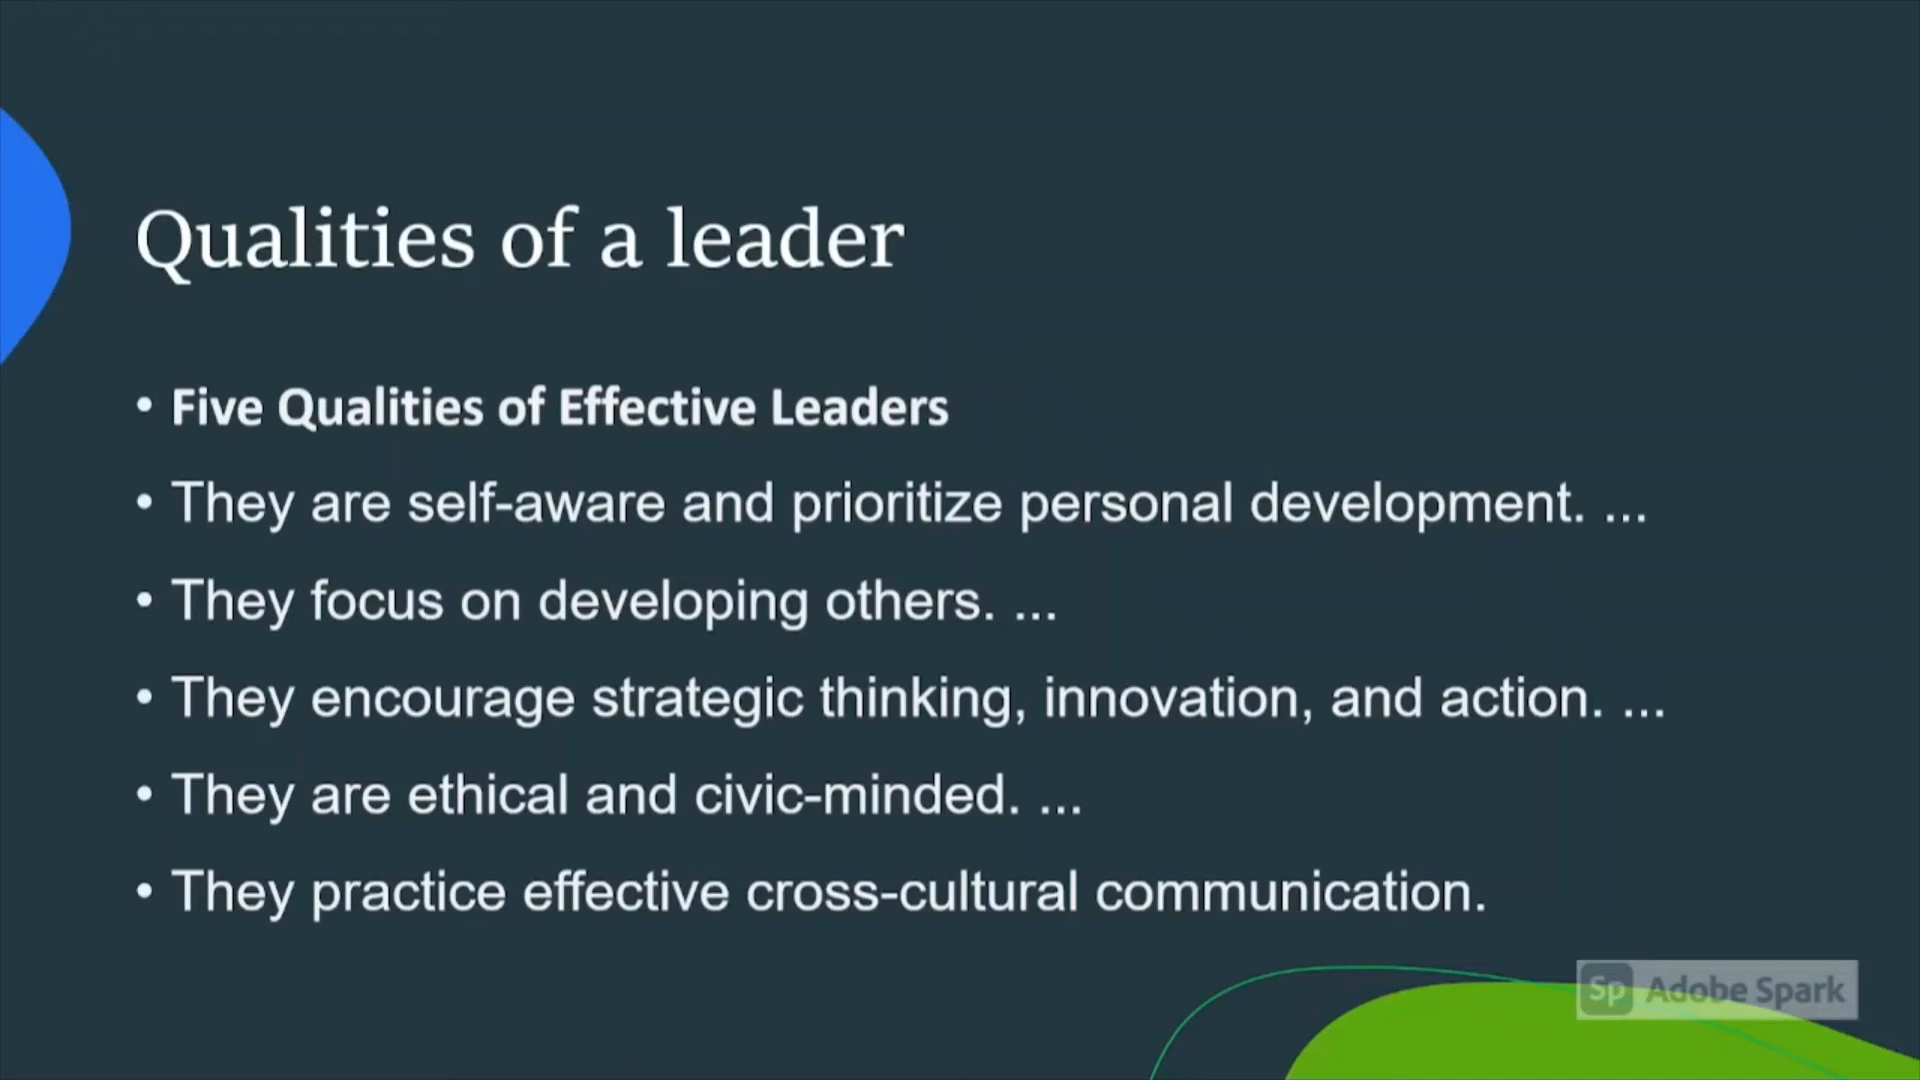 Qualities of a leader
• Five Qualities of Effective Leaders
• They are self-aware and prioritize personal development. ...
• They focus on developing others. ...
• They encourage strategic thinking, innovation, and action. ...
• They are ethical and civic-minded. ...
• They practice effective cross-cultural communication.
Sp Adobe Spark